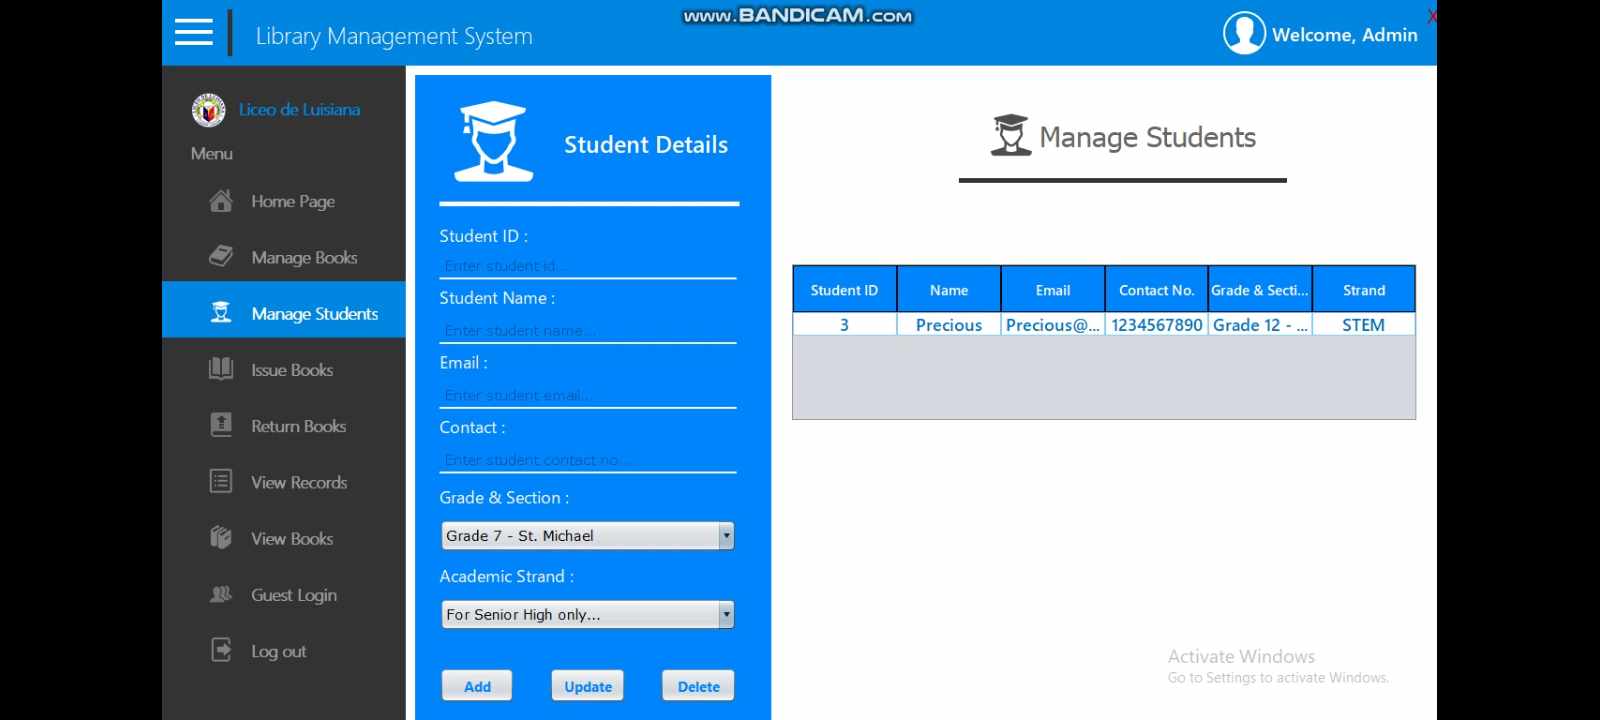 www.BANDICAM.com
X
Library Management System
Welcome, Admin
Liceo de Luisiana
Menu
Home Page
Manage Books
Manage Students
Issue Books
Return Books
View Records
View Books
Guest Login
Log out
Student Details
Student ID :
Enter student id...
Student Name :
Enter student name...
Email :
Enter student email...
Contact :
Enter student contact no...
Grade & Section :
Grade 7 - St. Michael
Academic Strand :
For Senior High only...
Add Update Delete
Manage Students
Student ID Name Email Contact No. Grade & Secti... Strand
3 Precious Precious@... 1234567890 Grade 12 - ... STEM
Activate Windows
Go to Settings to activate Windows.